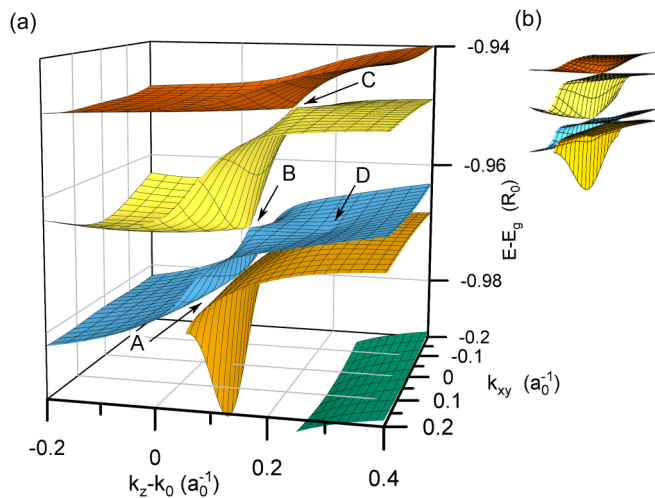 (a)
(b)
-0.94
C
-0.96
B
D
E-E_g (R_0)
-0.98
A
-0.2
-0.1
0
0.1
0.2
k_xy (a_0^-1)
-0.2
0
0.2
0.4
k_z-k_0 (a_0^-1)